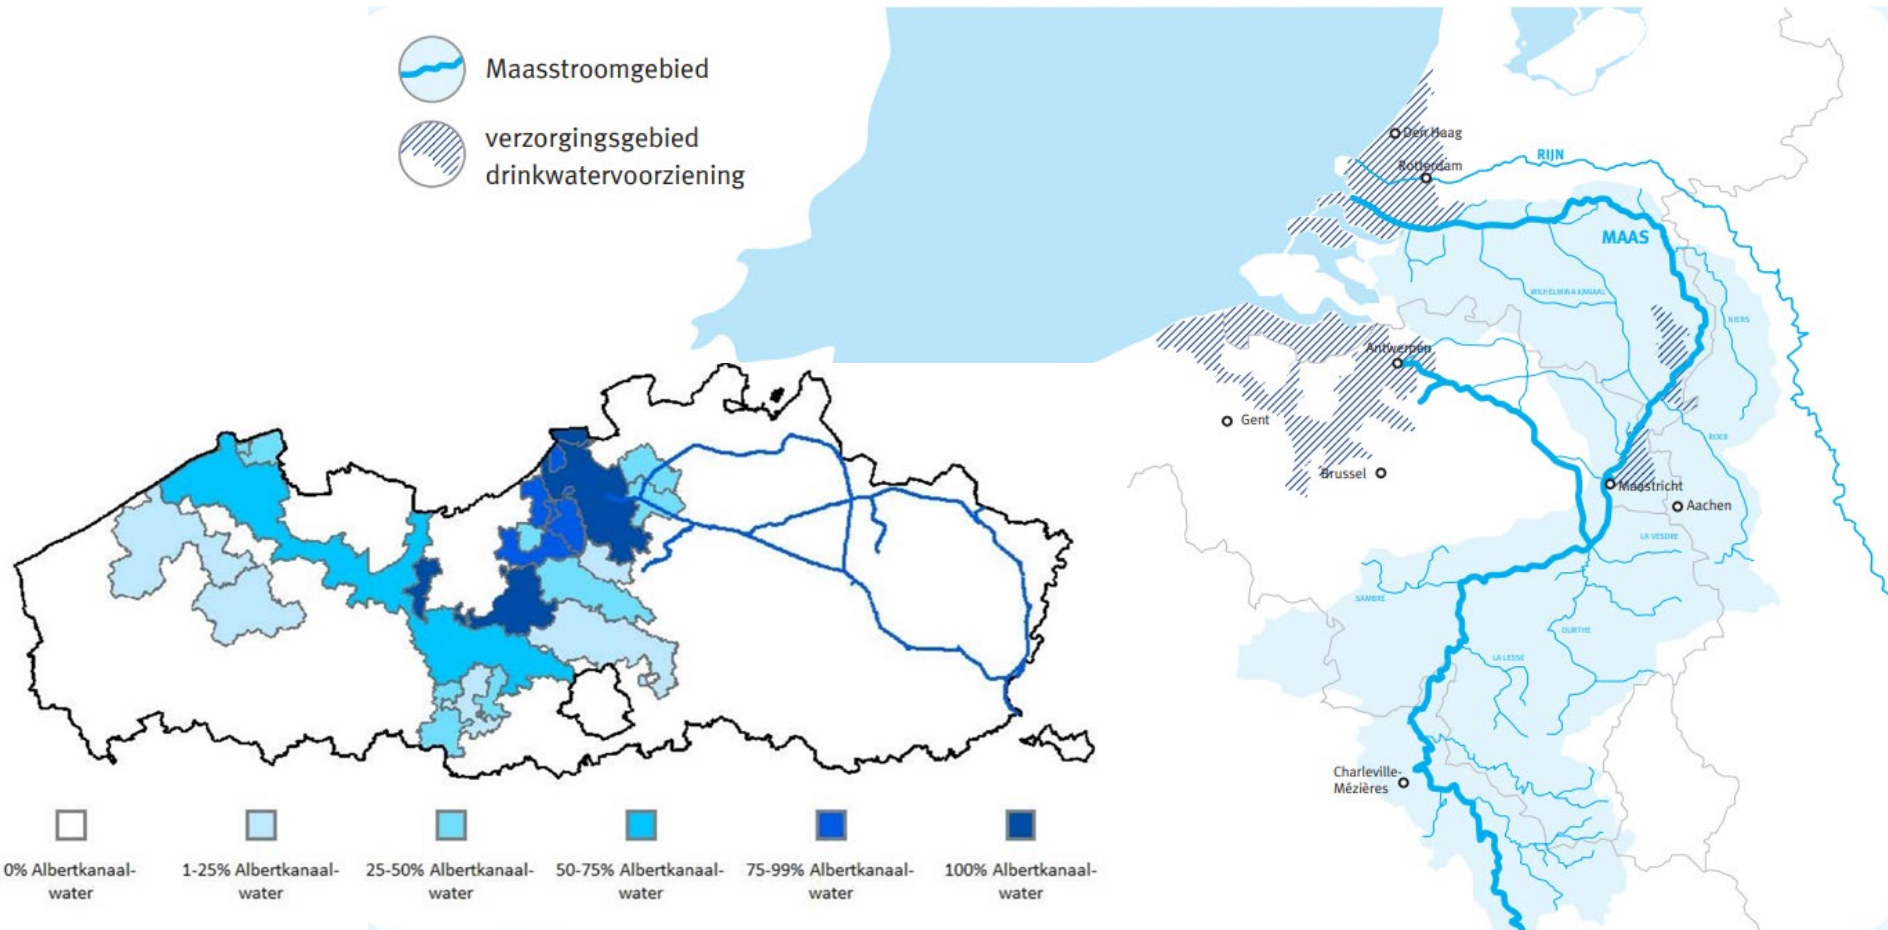 Maasstroomgebied
verzorgingsgebied
drinkwatervoorziening
Den Haag
Rotterdam
RIJN
MAAS
WILHELMINA KANAAL
NIERS
Antwerpen
Gent
ROER
Brussel
Maastricht
Aachen
LA VESDRE
SAMBRE
OURTHE
LA LESSE
Charleville-
Mézières
0% Albertkanaal-
water
1-25% Albertkanaal-
water
25-50% Albertkanaal-
water
50-75% Albertkanaal-
water
75-99% Albertkanaal-
water
100% Albertkanaal-
water